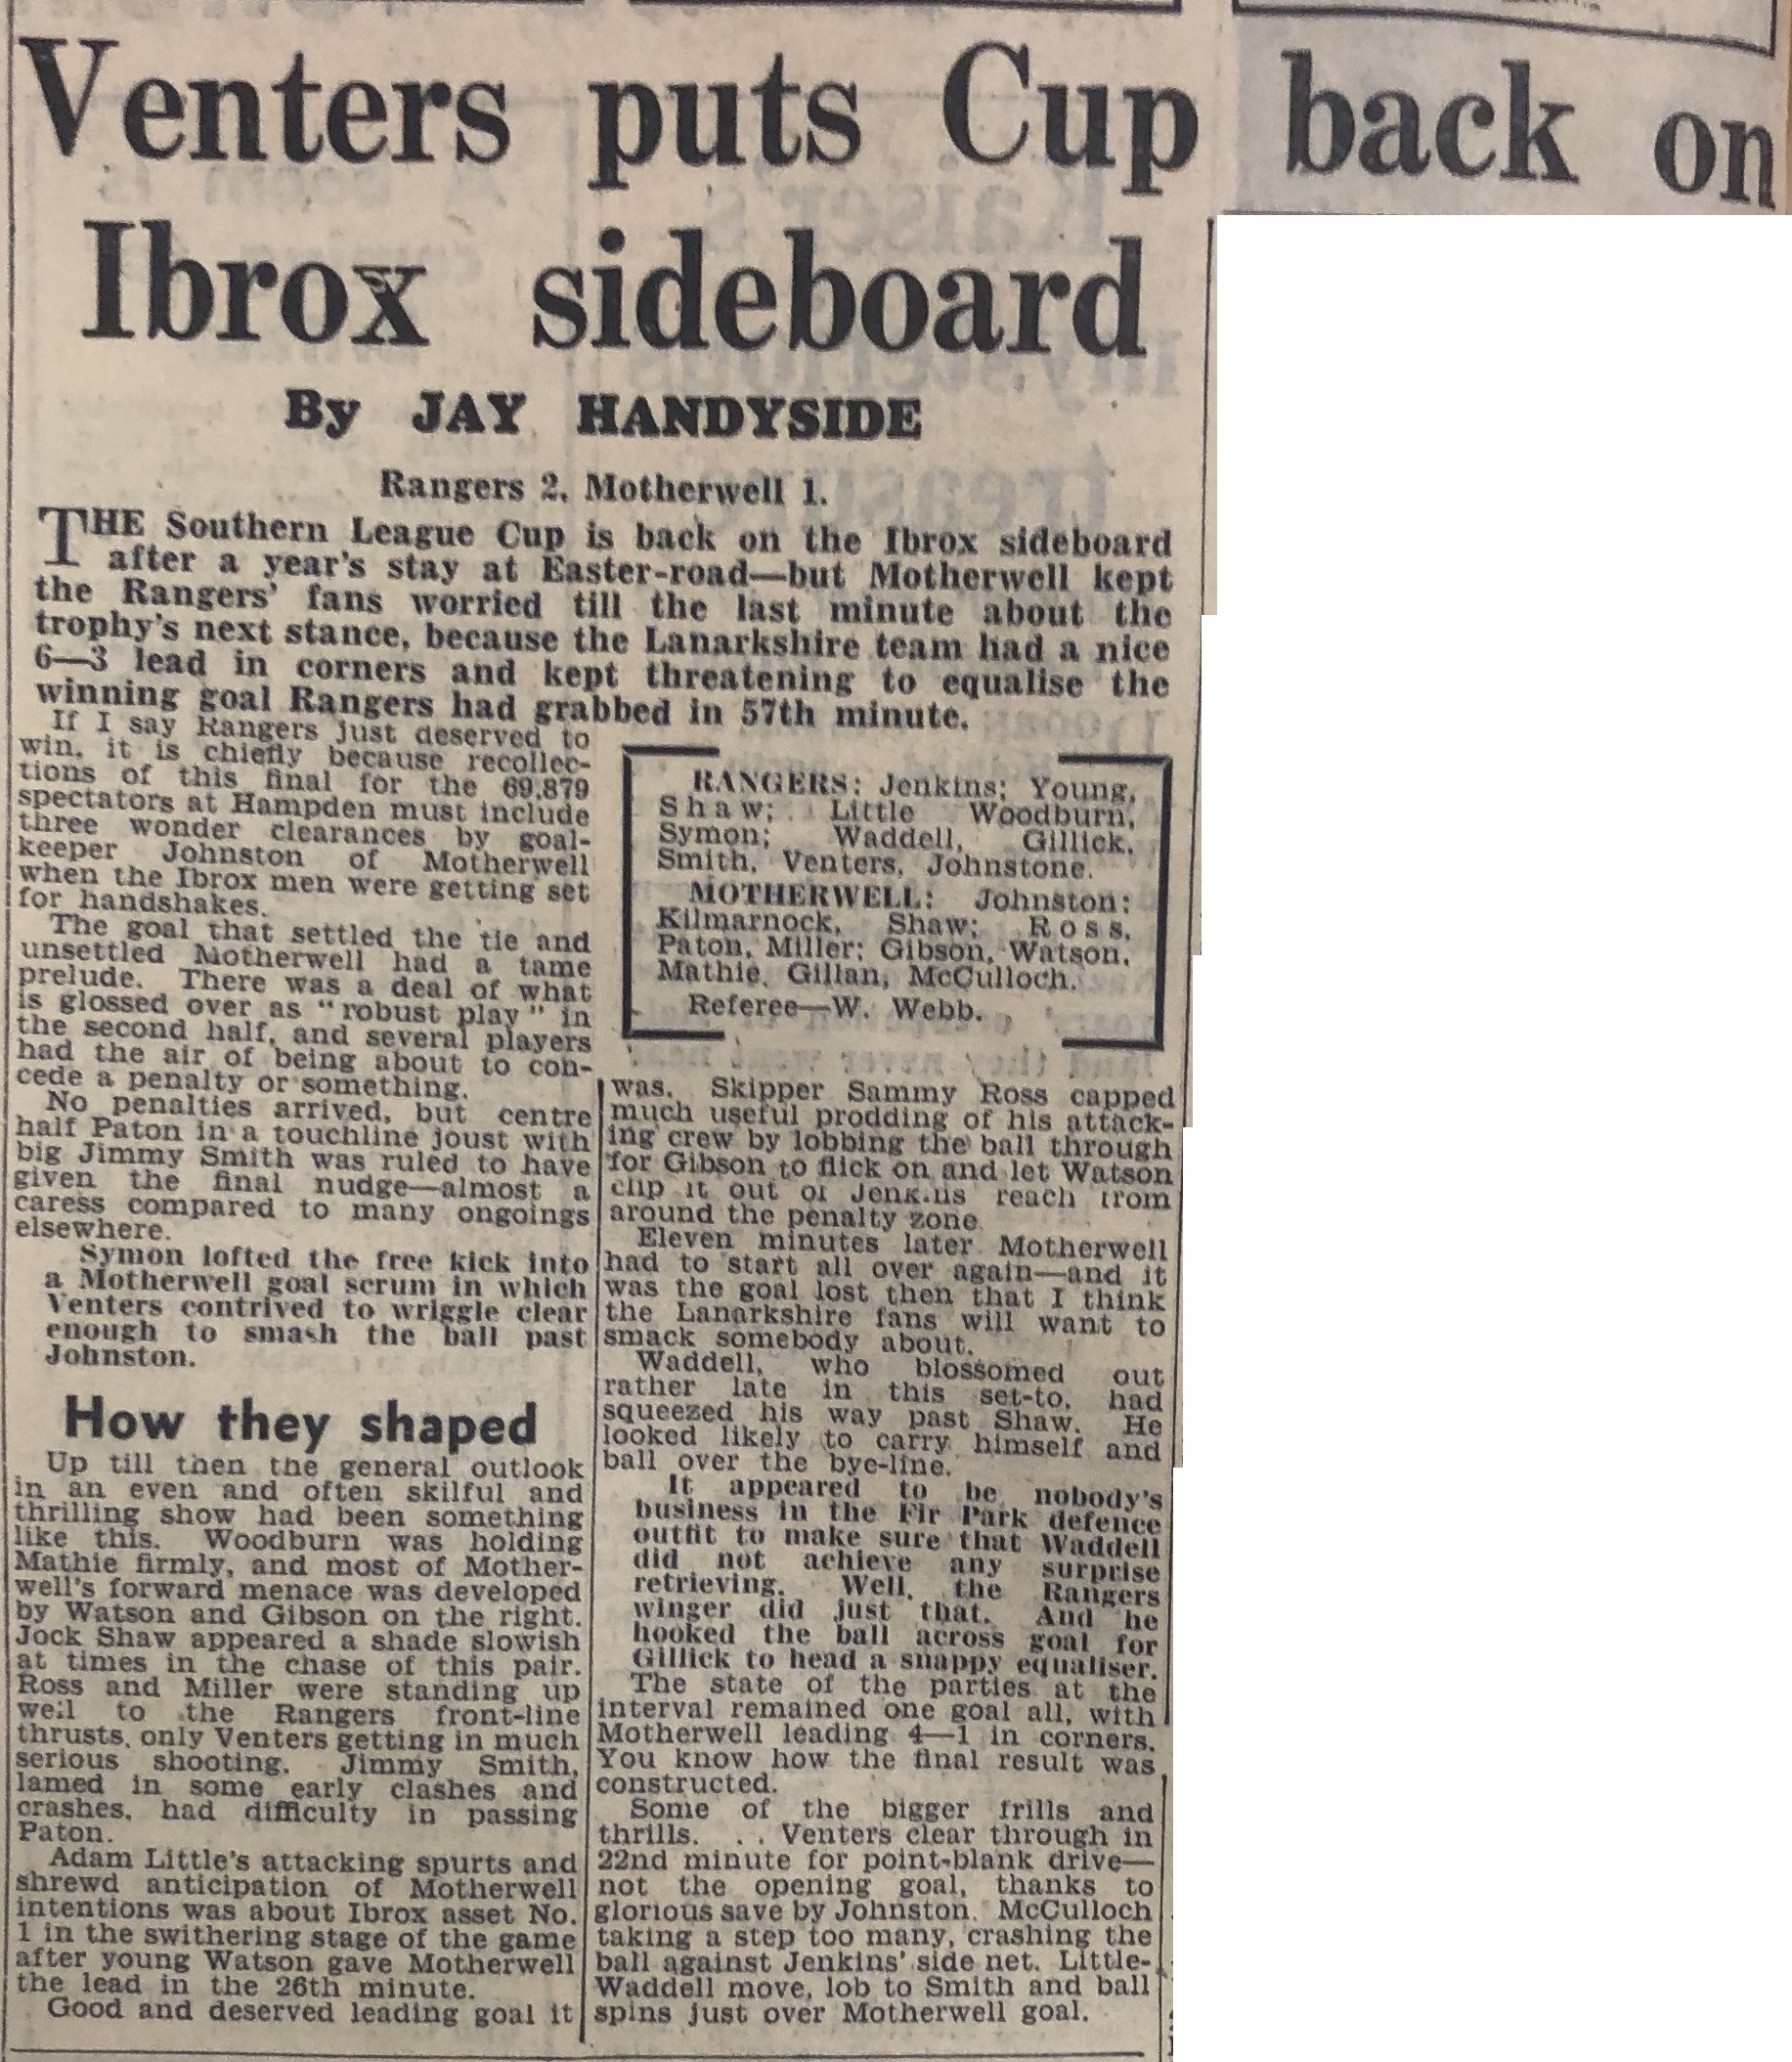 Venters puts Cup back on
Ibrox sideboard
By JAY HANDYSIDE
Rangers 2, Motherwell 1.
THE Southern League Cup is back on the Ibrox sideboard
after a year's stay at Easter-road—but Motherwell kept
the Rangers' fans worried till the last minute about the
trophy's next stance, because the Lanarkshire team had a nice
6—3 lead in corners and kept threatening to equalise the
winning goal Rangers had grabbed in 57th minute.
If I say Rangers just deserved to
win, it is chiefly because recollec-
tions of this final for the 69,879
spectators at Hampden must include
three wonder clearances by goal-
keeper Johnston of Motherwell
when the Ibrox men were getting set
for handshakes.
The goal that settled the tie and
unsettled Motherwell had a tame
prelude. There was a deal of what
is glossed over as "robust play" in
the second half, and several players
had the air of being about to con-
cede a penalty or something.
No penalties arrived, but centre
half Paton in a touchline joust with
big Jimmy Smith was ruled to have
given the final nudge—almost a
caress compared to many ongoings
elsewhere.
Symon lofted the free kick into
a Motherwell goal scrum in which
Venters contrived to wriggle clear
enough to smash the ball past
Johnston.
How they shaped
Up till then the general outlook
in an even and often skilful and
thrilling show had been something
like this. Woodburn was holding
Mathie firmly, and most of Mother-
well's forward menace was developed
by Watson and Gibson on the right.
Jock Shaw appeared a shade slowish
at times in the chase of this pair.
Ross and Miller were standing up
well to the Rangers front-line
thrusts, only Venters getting in much
serious shooting. Jimmy Smith,
lamed in some early clashes and
crashes, had difficulty in passing
Paton.
Adam Little's attacking spurts and
shrewd anticipation of Motherwell
intentions was about Ibrox asset No.
1 in the swithering stage of the game
after young Watson gave Motherwell
the lead in the 26th minute.
Good and deserved leading goal it
RANGERS: Jenkins; Young,
Shaw; Little Woodburn,
Symon; Waddell, Gillick,
Smith, Venters, Johnstone.
MOTHERWELL: Johnston;
Kilmarnock, Shaw; Ross,
Paton, Miller; Gibson, Watson,
Mathie, Gillan, McCulloch.
Referee—W. Webb.
was. Skipper Sammy Ross capped
much useful prodding of his attack-
ing crew by lobbing the ball through
for Gibson to flick on and let Watson
clip it out of Jenkins reach from
around the penalty zone.
Eleven minutes later Motherwell
had to start all over again—and it
was the goal lost then that I think
the Lanarkshire fans will want to
smack somebody about.
Waddell, who blossomed out
rather late in this set-to, had
squeezed his way past Shaw. He
looked likely to carry himself and
ball over the bye-line.
It appeared to be nobody's
business in the Fir Park defence
outfit to make sure that Waddell
did not achieve any surprise
retrieving. Well, the Rangers
winger did just that. And he
hooked the ball across goal for
Gillick to head a snappy equaliser.
The state of the parties at the
interval remained one goal all, with
Motherwell leading 4—1 in corners.
You know how the final result was
constructed.
Some of the bigger frills and
thrills. . . Venters clear through in
22nd minute for point-blank drive—
not the opening goal, thanks to
glorious save by Johnston. McCulloch
taking a step too many, crashing the
ball against Jenkins' side net. Little-
Waddell move, lob to Smith and ball
spins just over Motherwell goal.